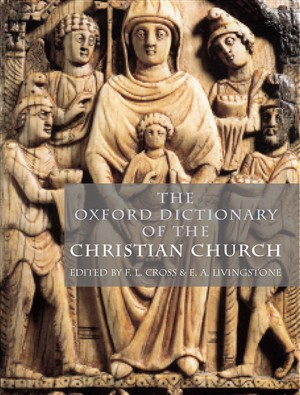 THE
OXFORD DICTIONARY
OF THE
CHRISTIAN CHURCH
EDITED BY F. L. CROSS & E. A. LIVINGSTONE